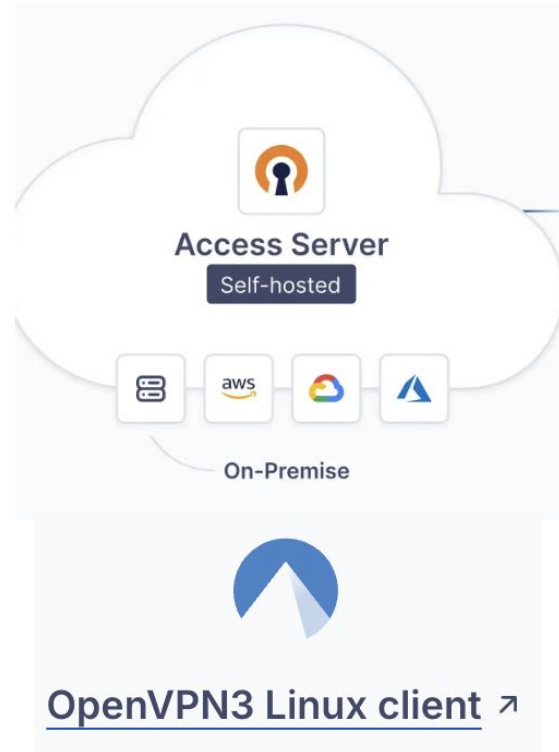 Access Server
Self-hosted
aws
On-Premise
OpenVPN3 Linux client